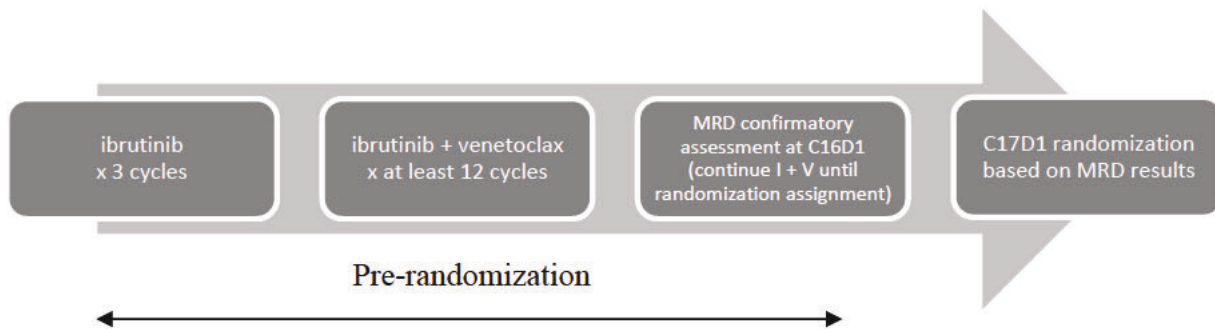 ibrutinib
x 3 cycles
ibrutinib + venetoclax
x at least 12 cycles
MRD confirmatory
assessment at C16D1
(continue I + V until
randomization assignment)
C17D1 randomization
based on MRD results
Pre-randomization